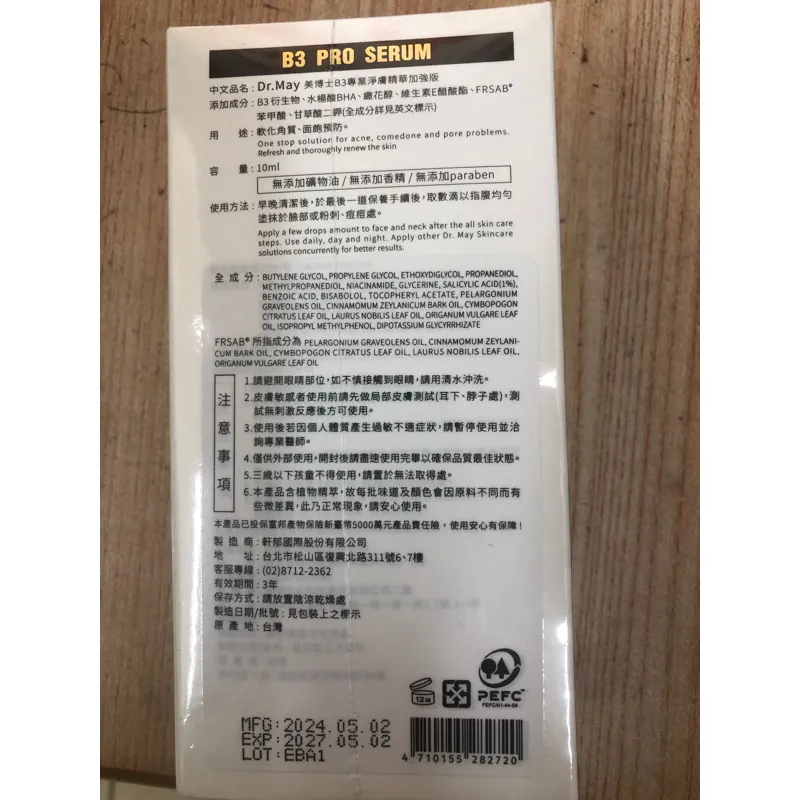 B3 PRO SERUM
中文品名：Dr.May 美博士B3專業淨膚精華加強版
添加成分：B3 衍生物、水楊酸BHA、繖花醇、維生素E醋酸酯、FRSAB®
苯甲酸、甘草酸二鉀(全成分詳見英文標示)
用 途：軟化角質、面皰預防。
One stop solution for acne, comedone and pore problems.
Refresh and thoroughly renew the skin
容 量：10ml
無添加礦物油 / 無添加香精 / 無添加paraben
使用方法：早晚清潔後，於最後一道保養手續後，取數滴以指腹均勻
塗抹於臉部或粉刺、痘痘處。
Apply a few drops amount to face and neck after the all skin care
steps. Use daily, day and night. Apply other Dr. May Skincare
solutions concurrently for better results.
全 成 分：BUTYLENE GLYCOL, PROPYLENE GLYCOL, ETHOXYDIGLYCOL, PROPANEDIOL,
METHYLPROPANEDIOL, NIACINAMIDE, GLYCERINE, SALICYLIC ACID(1%),
BENZOIC ACID, BISABOLOL, TOCOPHERYL ACETATE, PELARGONIUM
GRAVEOLENS OIL, CINNAMOMUM ZEYLANICUM BARK OIL, CYMBOPOGON
CITRATUS LEAF OIL, LAURUS NOBILIS LEAF OIL, ORIGANUM VULGARE LEAF
OIL, ISOPROPYL METHYLPHENOL, DIPOTASSIUM GLYCYRRHIZATE
FRSAB® 所指成分為 PELARGONIUM GRAVEOLENS OIL, CINNAMOMUM ZEYLANI-
CUM BARK OIL, CYMBOPOGON CITRATUS LEAF OIL, LAURUS NOBILIS LEAF OIL,
ORIGANUM VULGARE LEAF OIL
注意事項
1.請避開眼睛部位，如不慎接觸到眼睛，請用清水沖洗。
2.皮膚敏感者使用前請先做局部皮膚測試(耳下、脖子處)，測
試無刺激反應後方可使用。
3.使用後若因個人體質產生過敏不適症狀，請暫停使用並洽
詢專業醫師。
4.僅供外部使用，開封後請盡速使用完畢以確保品質最佳狀態。
5.三歲以下孩童不得使用，請置於無法取得處。
6.本產品含植物精萃，故每批味道及顏色會因原料不同而有
些微差異，此乃正常現象，請安心使用。
本產品已投保富邦產物保險新臺幣5000萬元產品責任險，使用安心有保障！
製 造 商：軒郁國際股份有限公司
地 址：台北市松山區復興北路311號6、7樓
客服專線：(02)8712-2362
有效期間：3年
保存方式：請放置陰涼乾燥處
製造日期/批號：見包裝上之標示
原 產 地：台灣
12M
PEFC™
PEFC/91-44-58
MFG:2024.05.02
EXP:2027.05.02
LOT:EBA1
4 710155 282720